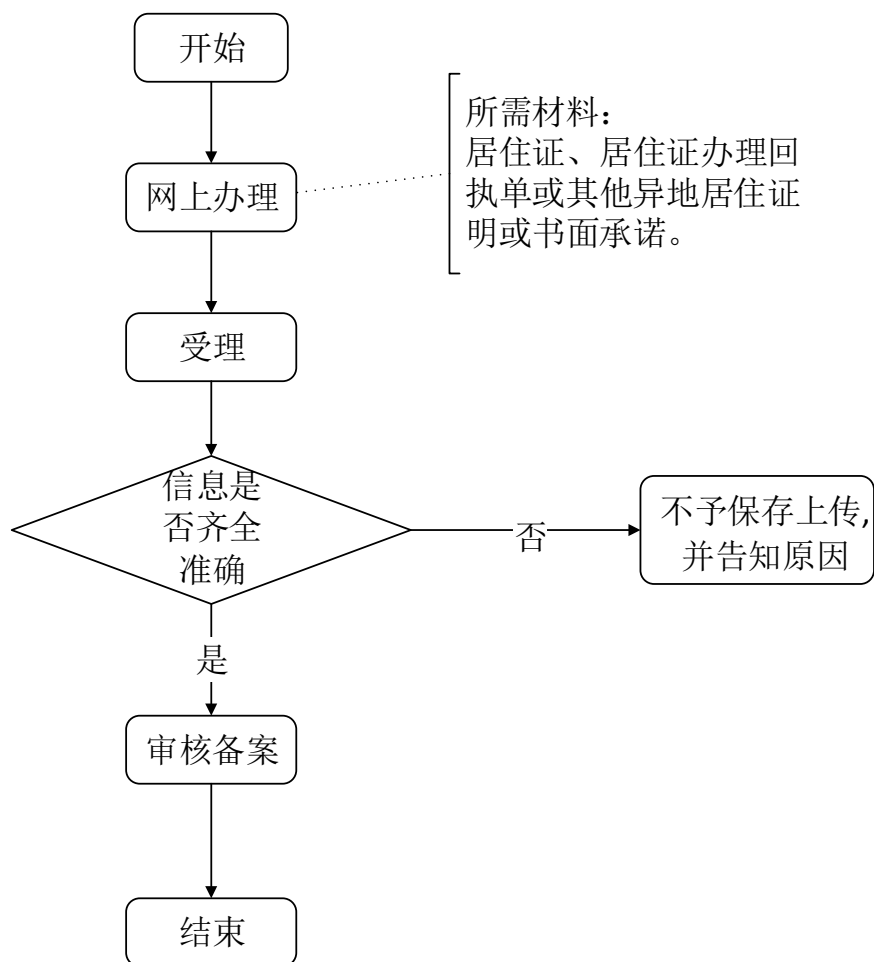 开始
所需材料：
居住证、居住证办理回
执单或其他异地居住证
明或书面承诺。
网上办理
受理
信息是
否齐全
准确
否
不予保存上传，
并告知原因
是
审核备案
结束